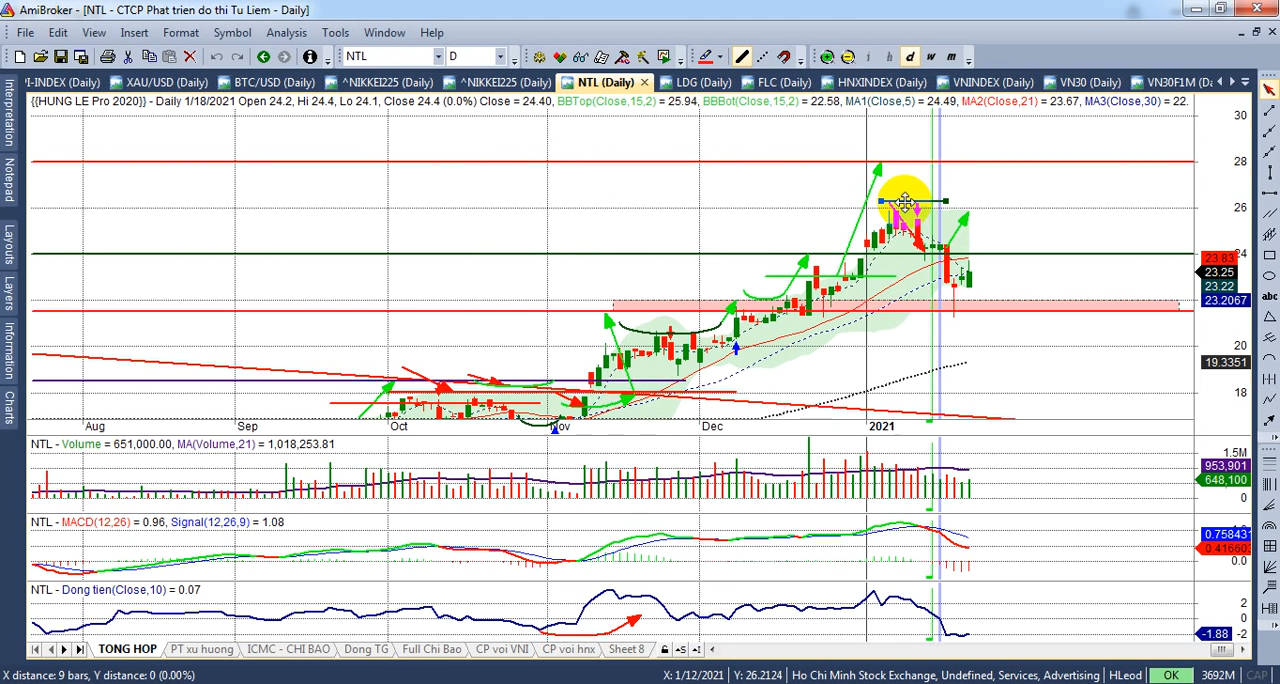 AmiBroker - [NTL - CTCP Phat trien do thi Tu Liem - Daily]
File Edit View Insert Format Symbol Analysis Tools Window Help
NTL D i h d w m
'I-INDEX (Daily) XAU/USD (Daily) BTC/USD (Daily) ^NIKKEI225 (Daily) ^NIKKEI225 (Daily) NTL (Daily) LDG (Daily) FLC (Daily) HNXINDEX (Daily) VNINDEX (Daily) VN30 (Daily) VN30F1M (Da
{{HUNG LE Pro 2020}} - Daily 1/18/2021 Open 24.2, Hi 24.4, Lo 24.1, Close 24.4 (0.0%) Close = 24.40, BBTop(Close,15,2) = 25.94, BBBot(Close,15,2) = 22.58, MA1(Close,5) = 24.49, MA2(Close,21) = 23.67, MA3(Close,30) = 22.
Interpretation
Notepad
Layouts
Layers
Information
Charts
abc
30
28
26
24
23.83
23.25
23.22
23.2067
20
19.3351
18
Aug Sep Oct Nov Dec 2021
NTL - Volume = 651,000.00, MA(Volume,21) = 1,018,253.81
1.5M
953,901
648,100
0
NTL - MACD(12,26) = 0.96, Signal(12,26,9) = 1.08
0.758431
0.416603
0.0
NTL - Dong tien(Close,10) = 0.07
2
0
-2
-1.88
TONG HOP PT xu huong ICMC - CHI BAO Dong TG Full Chi Bao CP voi VNI CP voi hnx Sheet 8
X distance: 9 bars, Y distance: 0 (0.00%) X: 1/12/2021 Y: 26.2124 Ho Chi Minh Stock Exchange, Undefined, Services, Advertising HLeod OK 3692M CAP